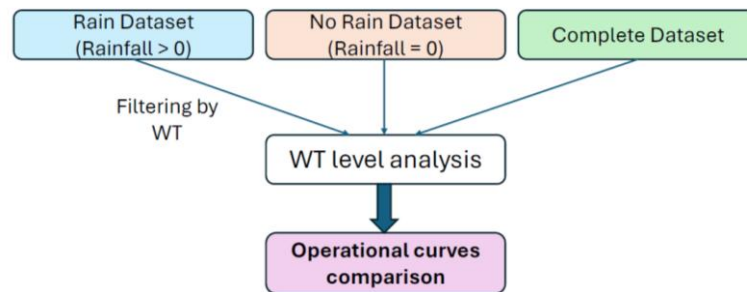 Rain Dataset
(Rainfall > 0)
No Rain Dataset
(Rainfall = 0)
Complete Dataset
Filtering by
WT
WT level analysis
Operational curves
comparison